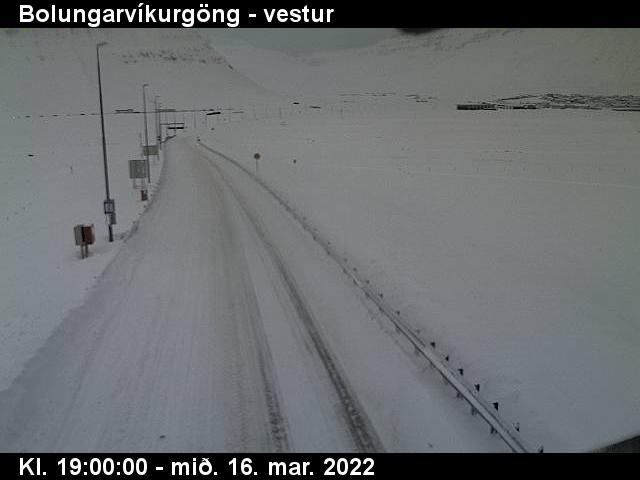 Bolungarvíkurgöng - vestur
Kl. 19:00:00 - mið. 16. mar. 2022